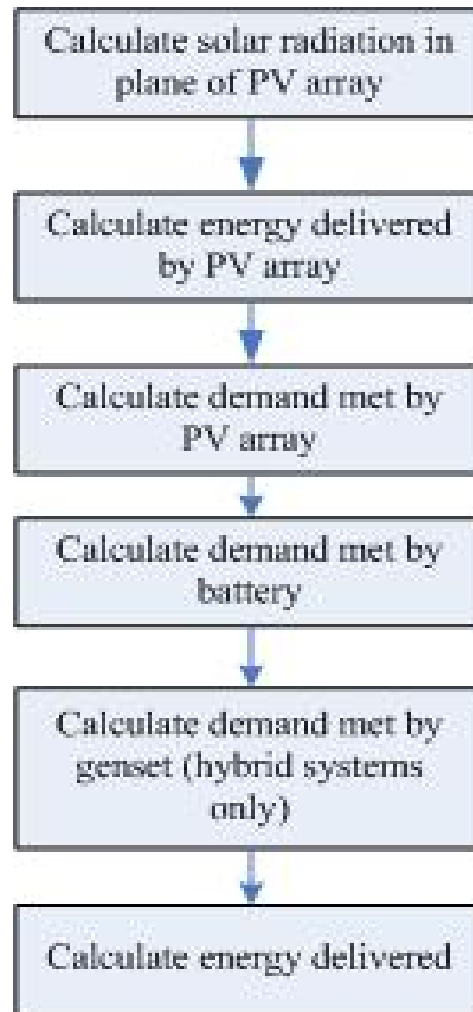 Calculate solar radiation in
plane of PV array
Calculate energy delivered
by PV array
Calculate demand met by
PV array
Calculate demand met by
battery
Calculate demand met by
genset (hybrid systems
only)
Calculate energy delivered